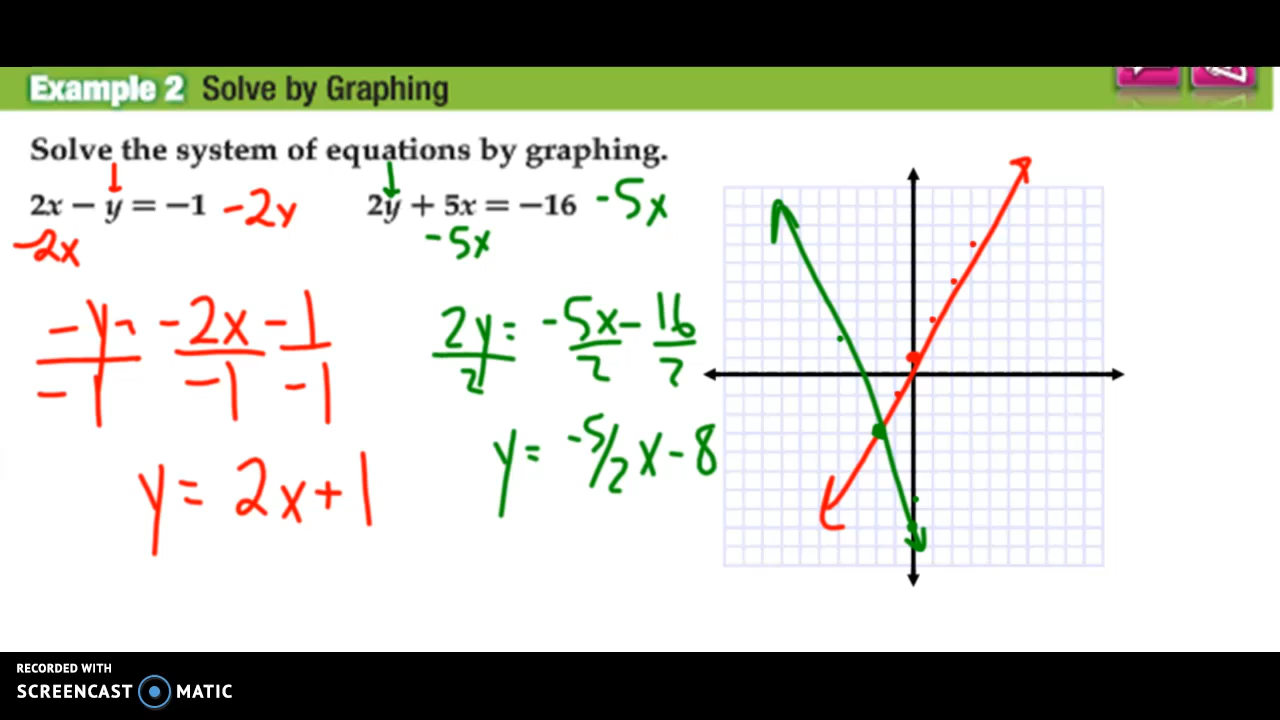 Example 2 Solve by Graphing
Solve the system of equations by graphing.
2x − y = −1 -2x 2y + 5x = −16 -5x
-2x -5x
-y = -2x -1 2y = -5x - 16
-1 -1 -1 2 2 2
y = 2x+1 y = -5/2 x - 8
RECORDED WITH
SCREENCAST MATIC